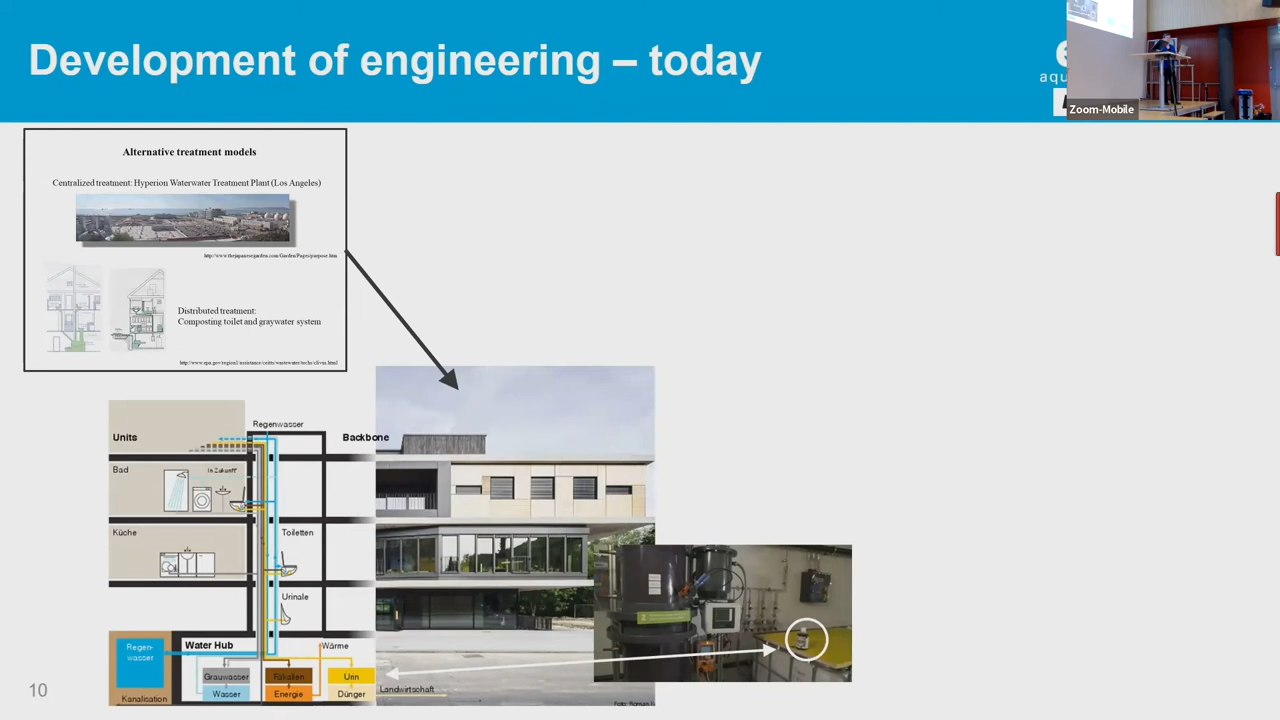 Development of engineering – today
aqu
Zoom-Mobile
Alternative treatment models
Centralized treatment: Hyperion Waterwater Treatment Plant (Los Angeles)
Distributed treatment:
Composting toilet and graywater system
Regenwasser
Units
Backbone
Bad
In Zukunft
Küche
Toiletten
Urinale
Regen-
wasser
Water Hub
Wärme
Grauwasser
Fäkalien
Urin
Wasser
Energie
Dünger
Kanalisation
Landwirtschaft
10